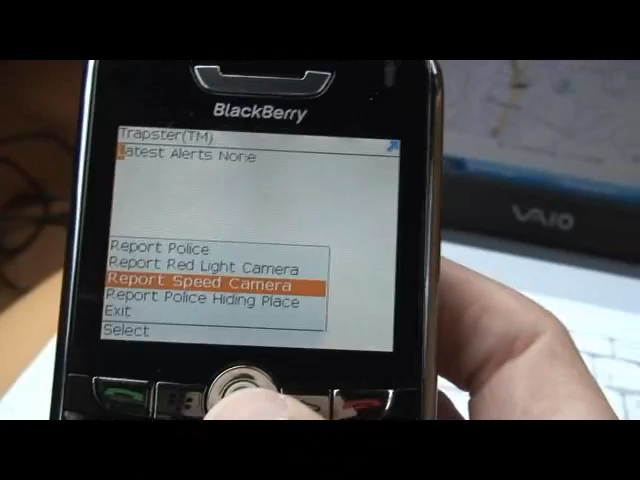 BlackBerry
Trapster(TM)
Latest Alerts None
Report Police
Report Red Light Camera
Report Speed Camera
Report Police Hiding Place
Exit
Select
VAIO